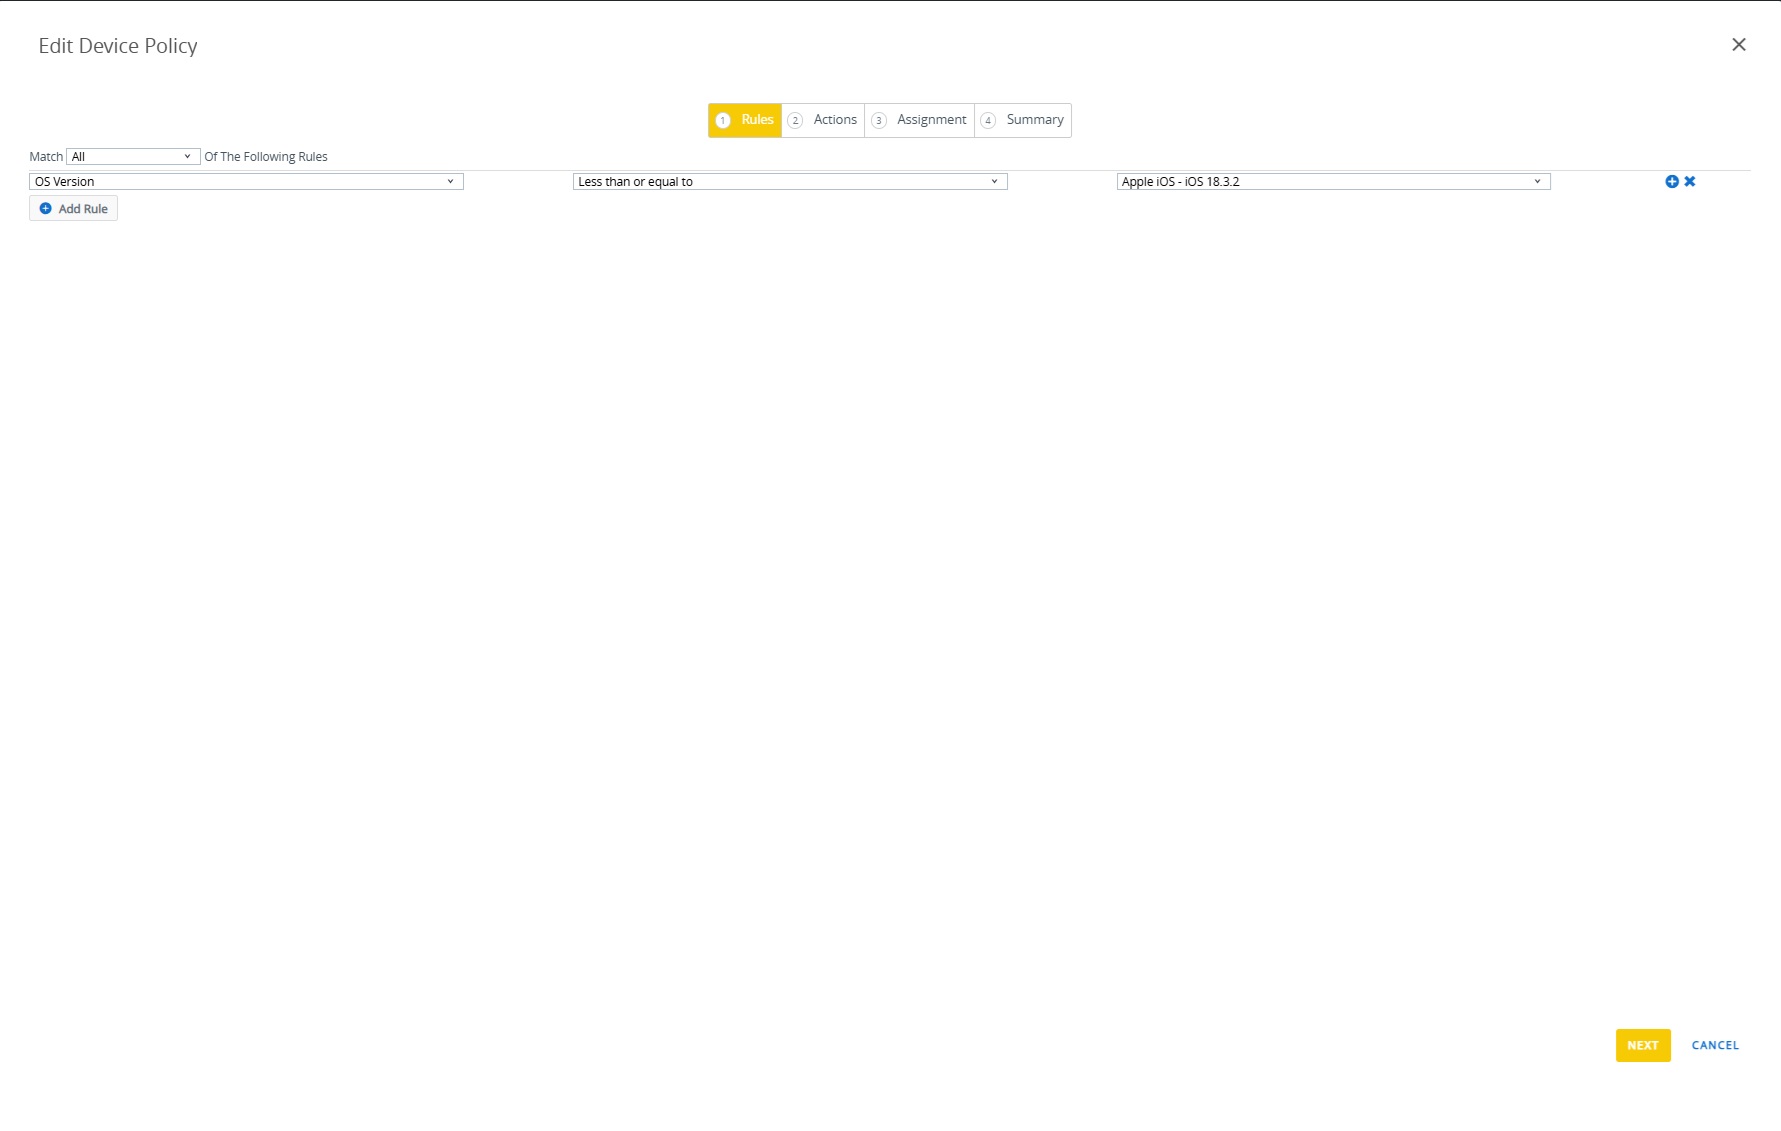 Edit Device Policy
1 Rules 2 Actions 3 Assignment 4 Summary
Match All Of The Following Rules
OS Version Less than or equal to Apple iOS - iOS 18.3.2
Add Rule
NEXT CANCEL